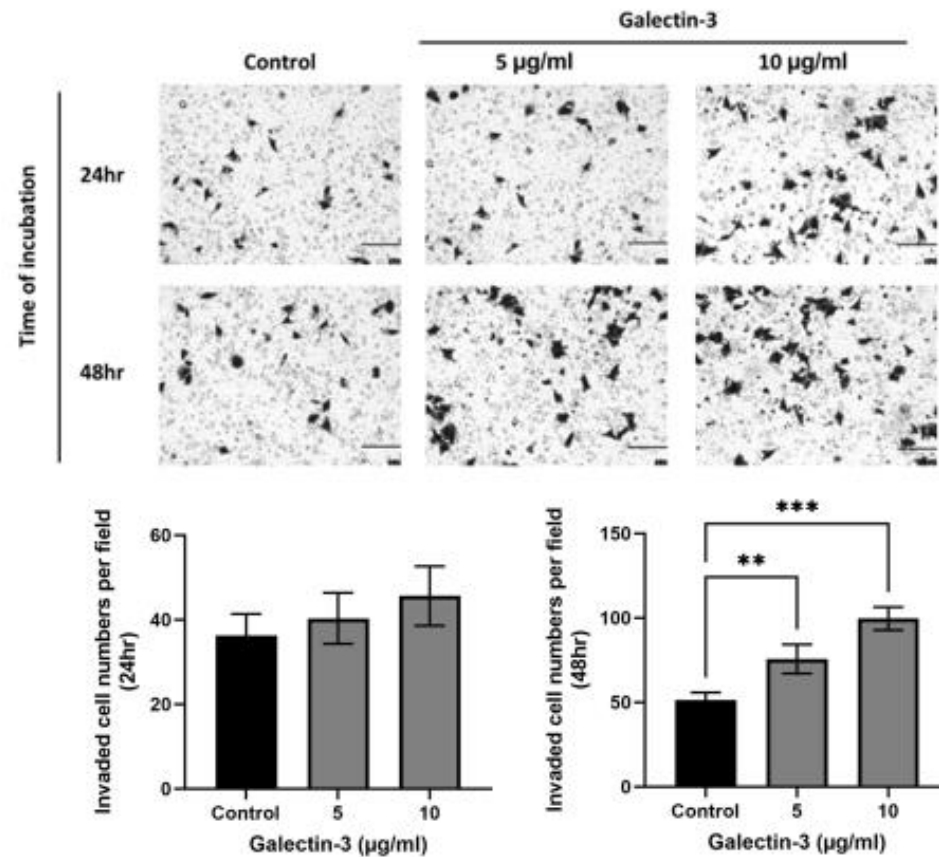 Galectin-3
Control
5 µg/ml
10 µg/ml
Time of incubation
24hr
48hr
Invaded cell numbers per field
(24hr)
60
40
20
0
Control
5
10
Galectin-3 (µg/ml)
Invaded cell numbers per field
(48hr)
150
100
50
0
**
***
Control
5
10
Galectin-3 (µg/ml)